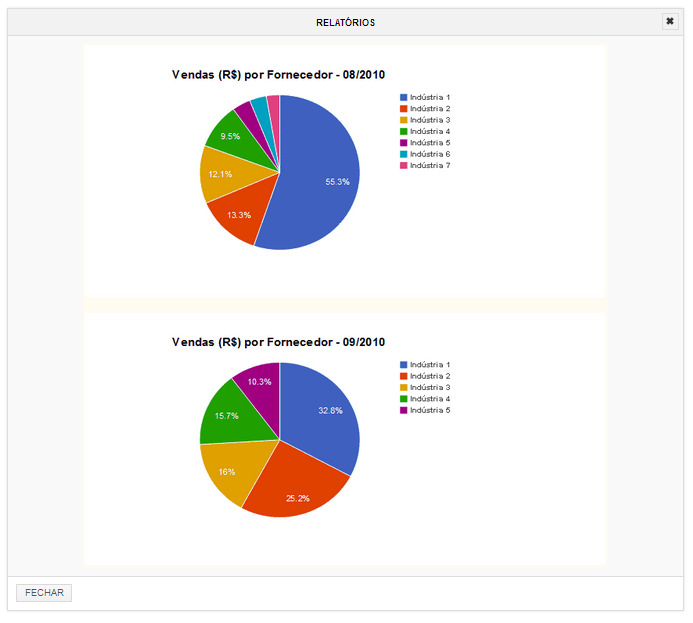 RELATÓRIOS
Vendas (R$) por Fornecedor - 08/2010
Indústria 1
Indústria 2
Indústria 3
Indústria 4
Indústria 5
Indústria 6
Indústria 7
9.5%
12.1%
55.3%
13.3%
Vendas (R$) por Fornecedor - 09/2010
Indústria 1
Indústria 2
Indústria 3
Indústria 4
Indústria 5
10.3%
32.8%
15.7%
16%
25.2%
FECHAR